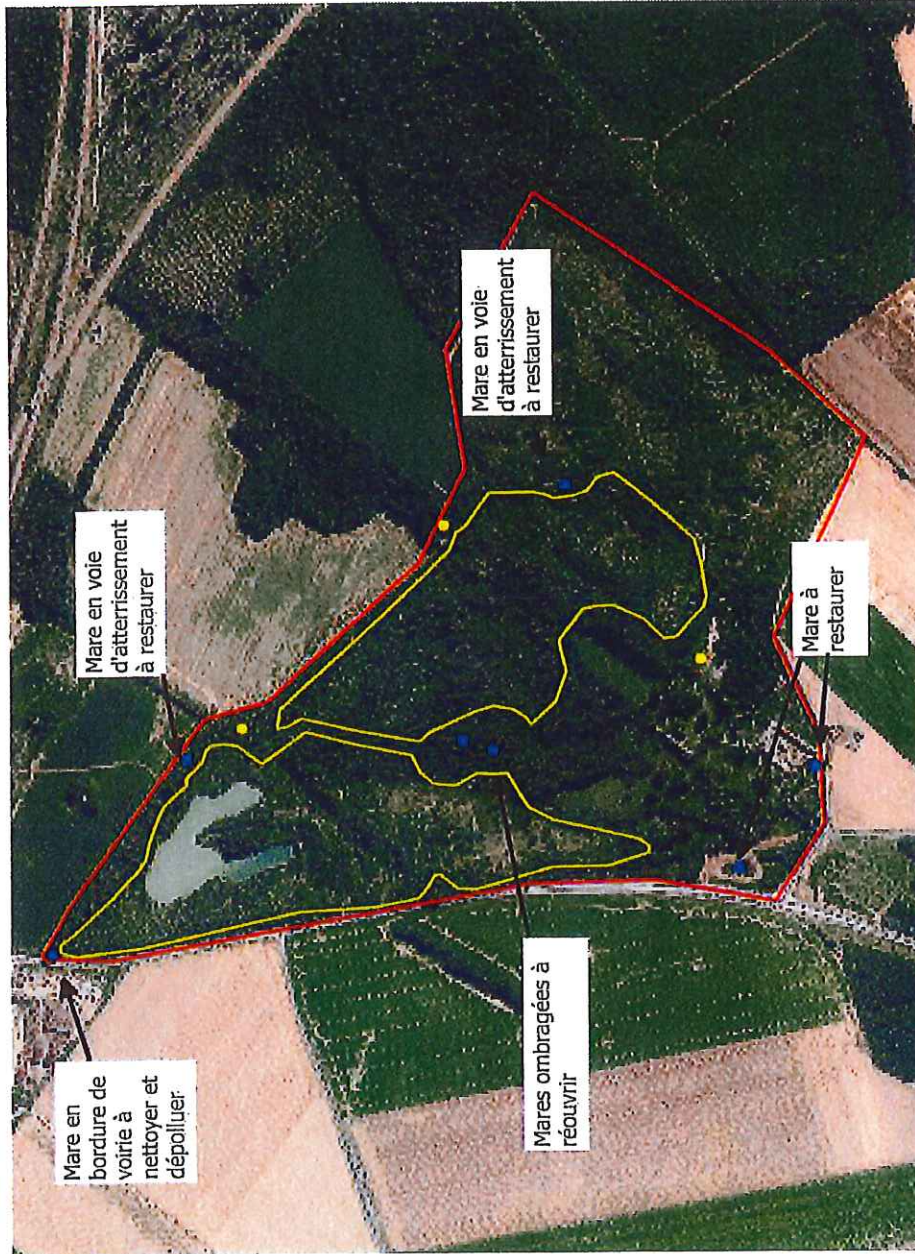 Mare en
bordure de
voirie à
nettoyer et
dépolluer
Mare en voie
d'atterrissement
à restaurer
Mare en voie
d'atterrissement
à restaurer
Mares ombragées à
réouvrir
Mare à
restaurer